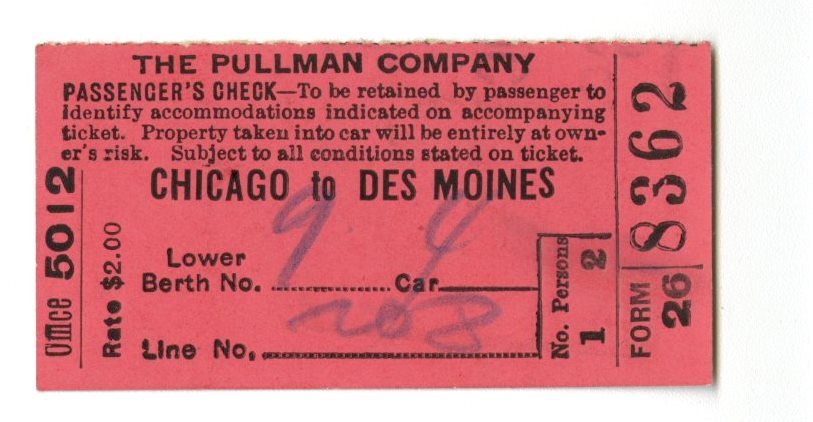 THE PULLMAN COMPANY
PASSENGER'S CHECK—To be retained by passenger to
identify accommodations indicated on accompanying
ticket. Property taken into car will be entirely at own-
er's risk. Subject to all conditions stated on ticket.
CHICAGO to DES MOINES
Office 5012
Rate $2.00
Lower
Berth No. 9 Car 4
Line No. 208
No. Persons
1 2
FORM 26
8362